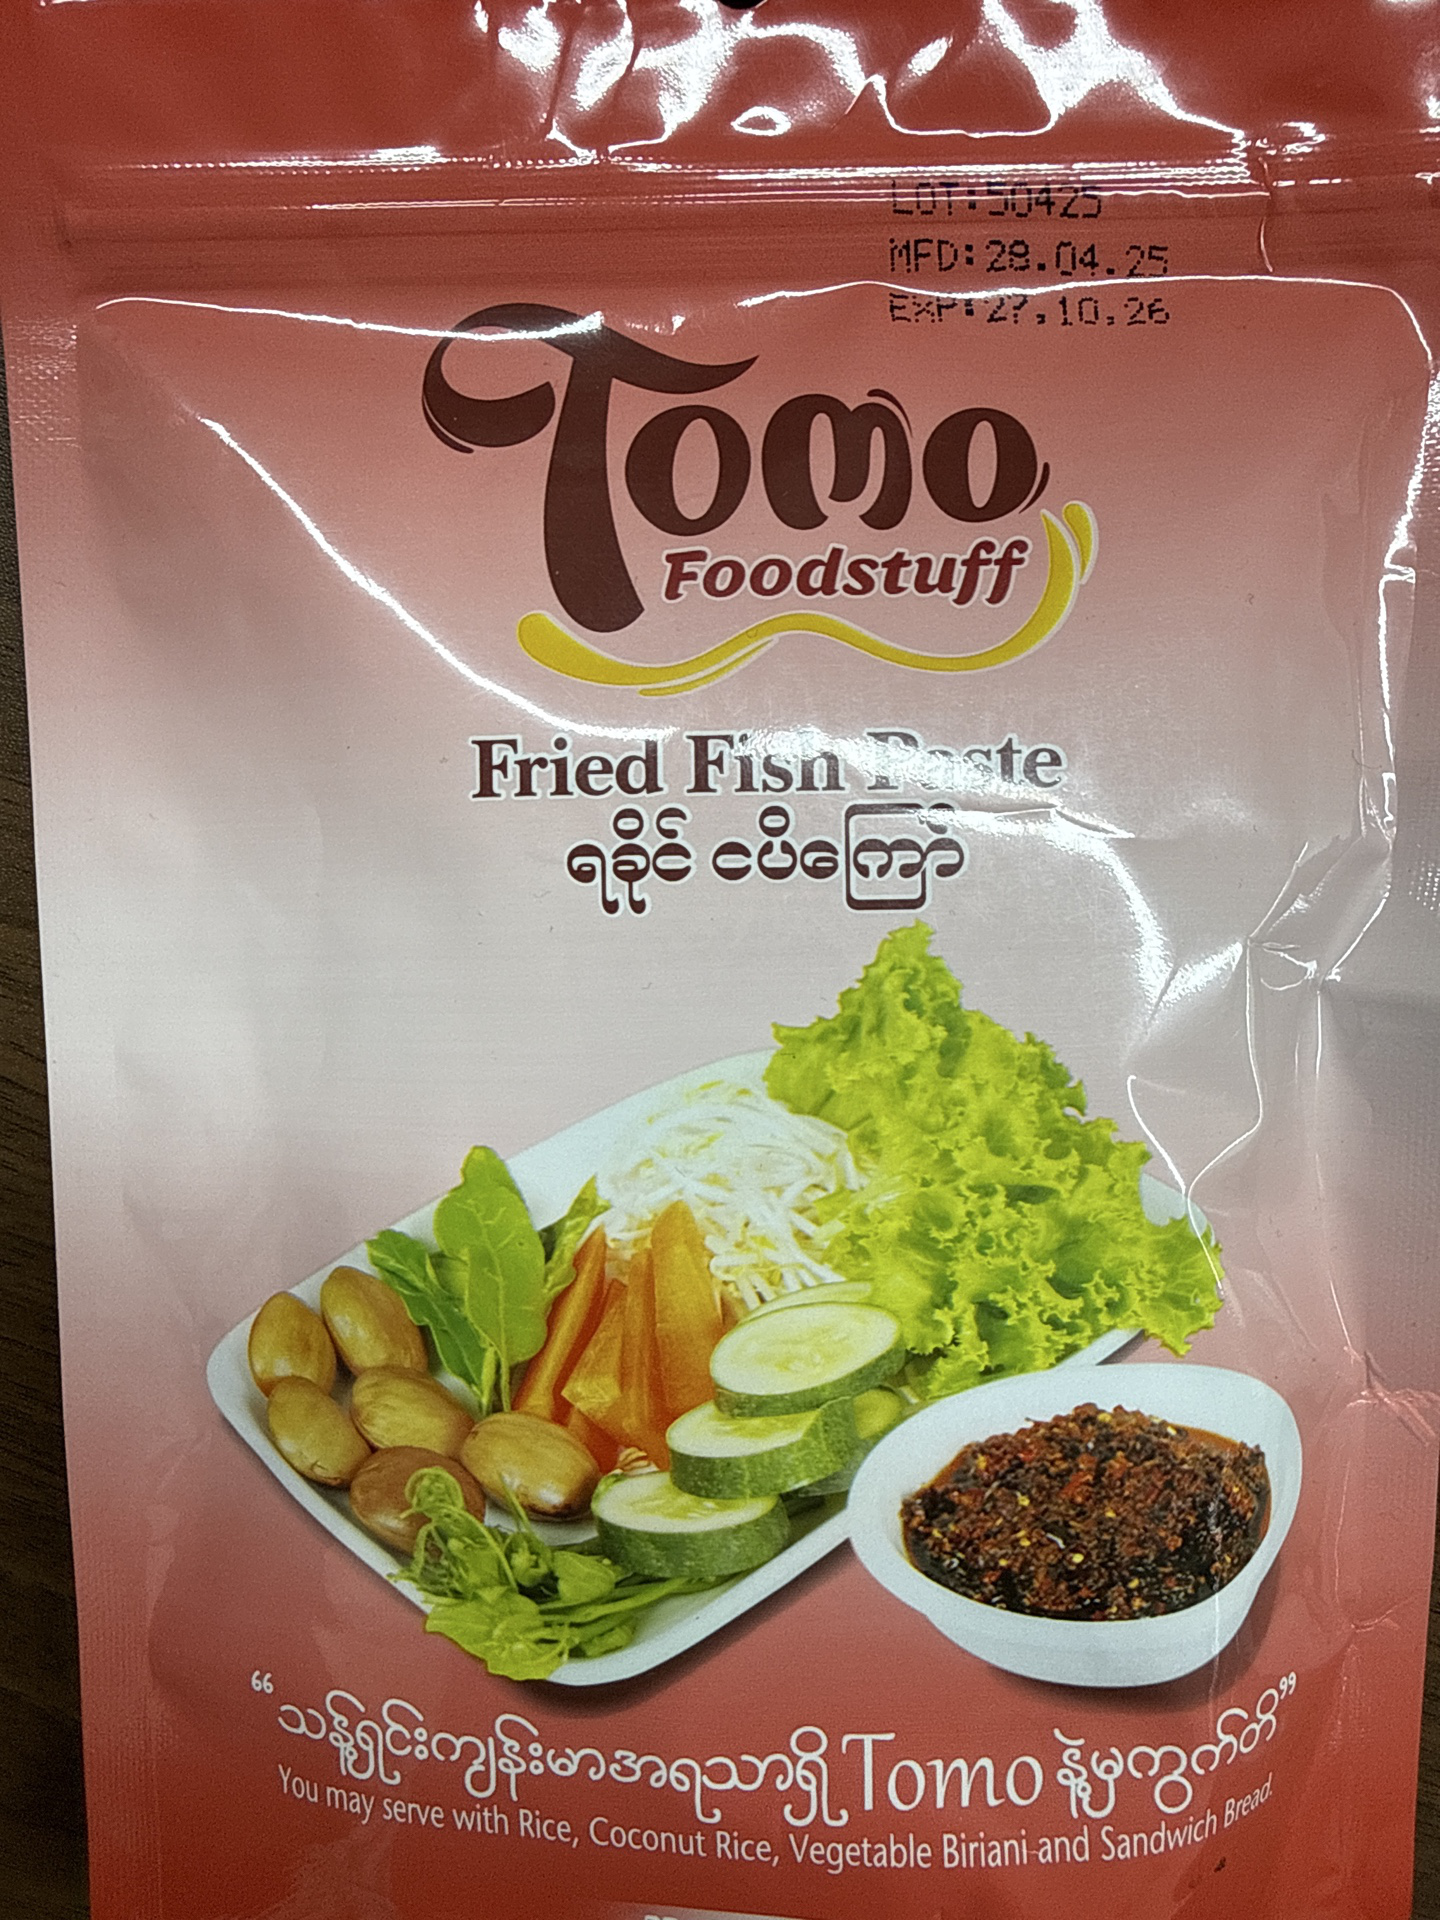 LOT:50425
MFD:28.04.25
EXP:27.10.26
Tomo
Foodstuff
Fried Fish Paste
ရခိုင် ငပိကြော်
“သန့်ရှင်းကျန်းမာအရသာရှိ Tomo နဲ့မှကွက်တိ”
You may serve with Rice, Coconut Rice, Vegetable Biriani and Sandwich Bread.